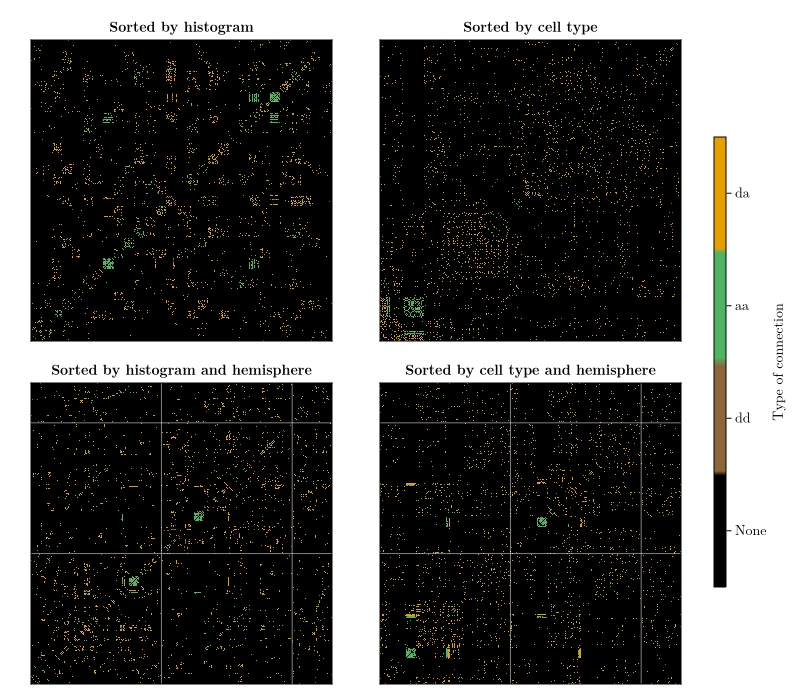 Sorted by histogram
Sorted by cell type
Sorted by histogram and hemisphere
Sorted by cell type and hemisphere
da
aa
dd
None
Type of connection